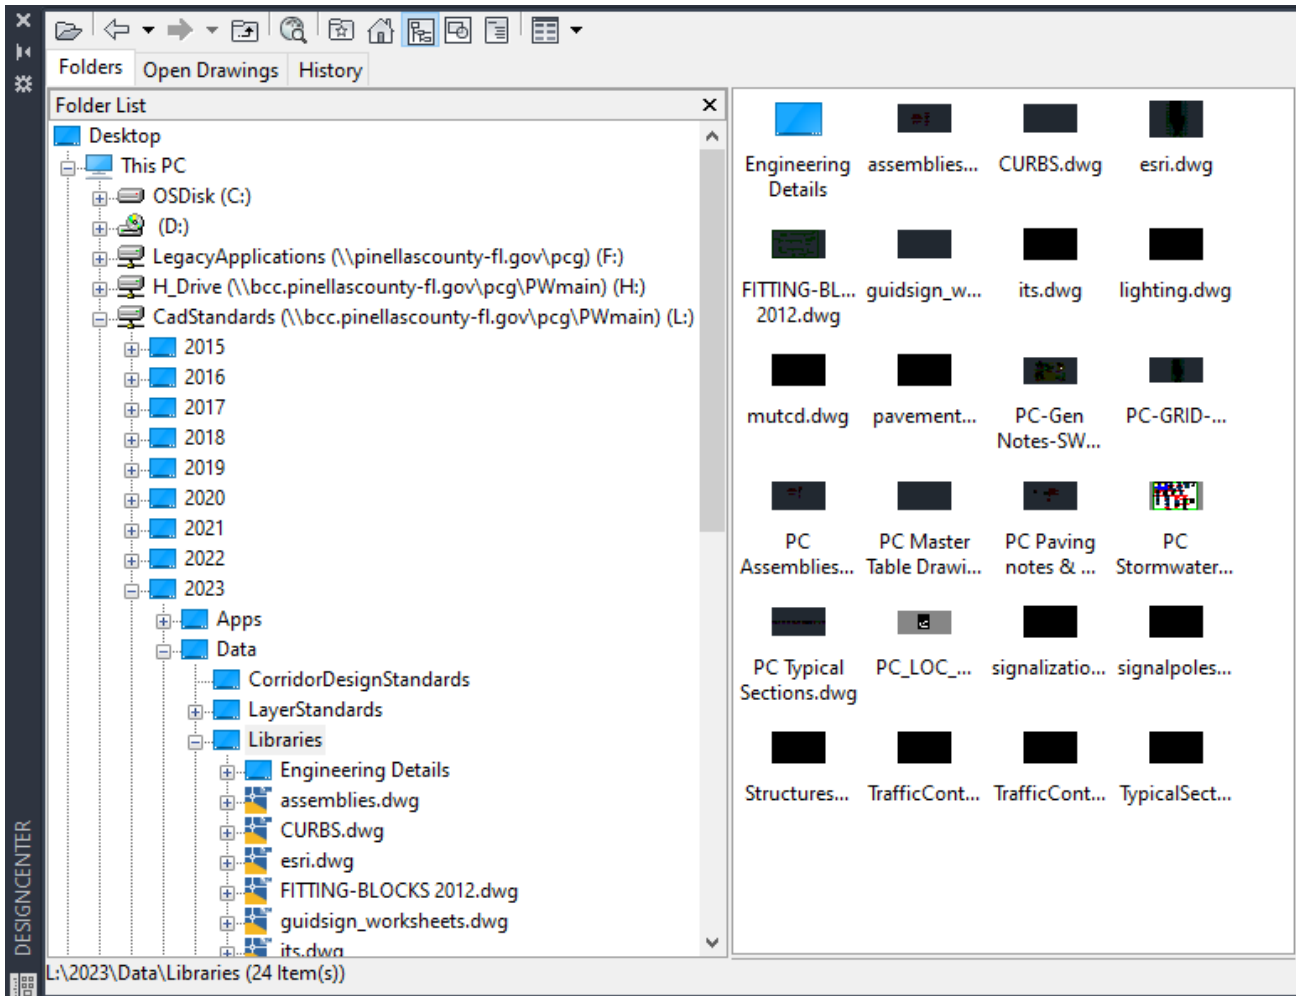 Folders
Open Drawings
History
Folder List
Desktop
This PC
OSDisk (C:)
(D:)
LegacyApplications (\\pinellascounty-fl.gov\pcg) (F:)
H_Drive (\\bcc.pinellascounty-fl.gov\pcg\PWmain) (H:)
CadStandards (\\bcc.pinellascounty-fl.gov\pcg\PWmain) (L:)
2015
2016
2017
2018
2019
2020
2021
2022
2023
Apps
Data
CorridorDesignStandards
LayerStandards
Libraries
Engineering Details
assemblies.dwg
CURBS.dwg
esri.dwg
FITTING-BLOCKS 2012.dwg
guidsign_worksheets.dwg
its.dwg
Engineering
Details
assemblies...
CURBS.dwg
esri.dwg
FITTING-BL...
2012.dwg
guidsign_w...
its.dwg
lighting.dwg
mutcd.dwg
pavement...
PC-Gen
Notes-SW...
PC-GRID-...
PC
Assemblies...
PC Master
Table Drawi...
PC Paving
notes & ...
PC
Stormwater...
PC Typical
Sections.dwg
PC_LOC_...
signalizatio...
signalpoles...
Structures...
TrafficCont...
TrafficCont...
TypicalSect...
DESIGNCENTER
L:\2023\Data\Libraries (24 Item(s))